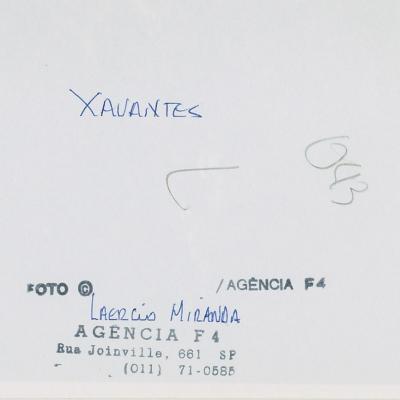 XAVANTES
043
FOTO © /AGÊNCIA F4
LAERCIO MIRANDA
AGÊNCIA F4
Rua Joinville, 661 SP
(011) 71-0585